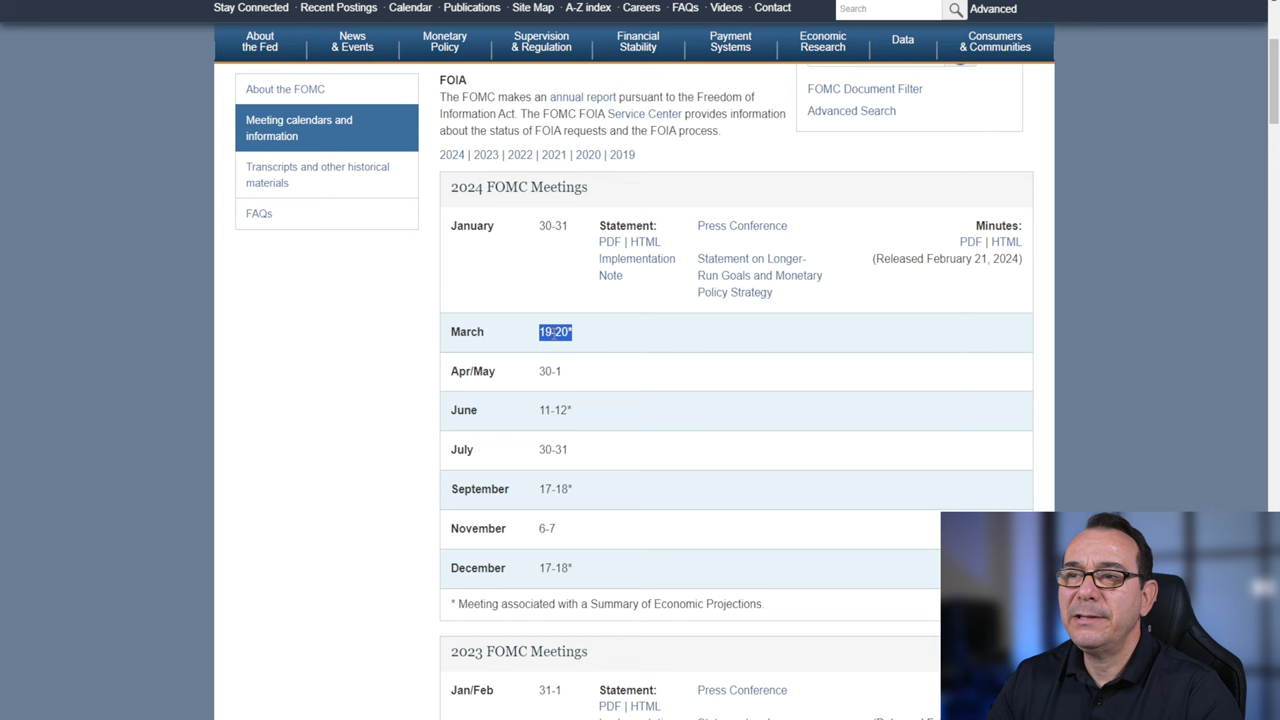 Stay Connected • Recent Postings • Calendar • Publications • Site Map • A-Z index • Careers • FAQs • Videos • Contact
Search
Advanced
About the Fed
News & Events
Monetary Policy
Supervision & Regulation
Financial Stability
Payment Systems
Economic Research
Data
Consumers & Communities
About the FOMC
Meeting calendars and
information
Transcripts and other historical
materials
FAQs
FOIA
The FOMC makes an annual report pursuant to the Freedom of
Information Act. The FOMC FOIA Service Center provides information
about the status of FOIA requests and the FOIA process.
FOMC Document Filter
Advanced Search
2024 | 2023 | 2022 | 2021 | 2020 | 2019
2024 FOMC Meetings
January 30-31 Statement: Press Conference Minutes:
PDF | HTML PDF | HTML
Implementation Statement on Longer- (Released February 21, 2024)
Note Run Goals and Monetary
Policy Strategy
March 19-20*
Apr/May 30-1
June 11-12*
July 30-31
September 17-18*
November 6-7
December 17-18*
* Meeting associated with a Summary of Economic Projections.
2023 FOMC Meetings
Jan/Feb 31-1 Statement: Press Conference
PDF | HTML